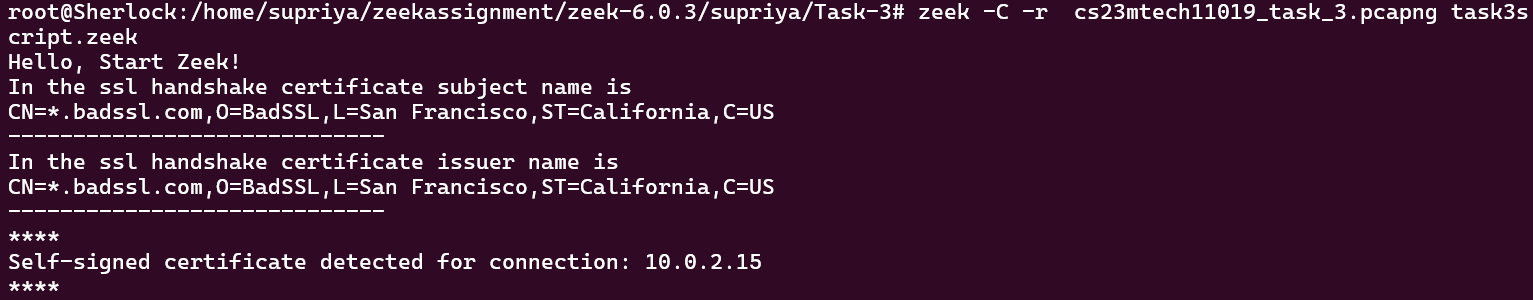 root@Sherlock:/home/supriya/zeekassignment/zeek-6.0.3/supriya/Task-3# zeek -C -r  cs23mtech11019_task_3.pcapng task3s
cript.zeek
Hello, Start Zeek!
In the ssl handshake certificate subject name is
CN=*.badssl.com,O=BadSSL,L=San Francisco,ST=California,C=US
-----------------------------
In the ssl handshake certificate issuer name is
CN=*.badssl.com,O=BadSSL,L=San Francisco,ST=California,C=US
-----------------------------
****
Self-signed certificate detected for connection: 10.0.2.15
****